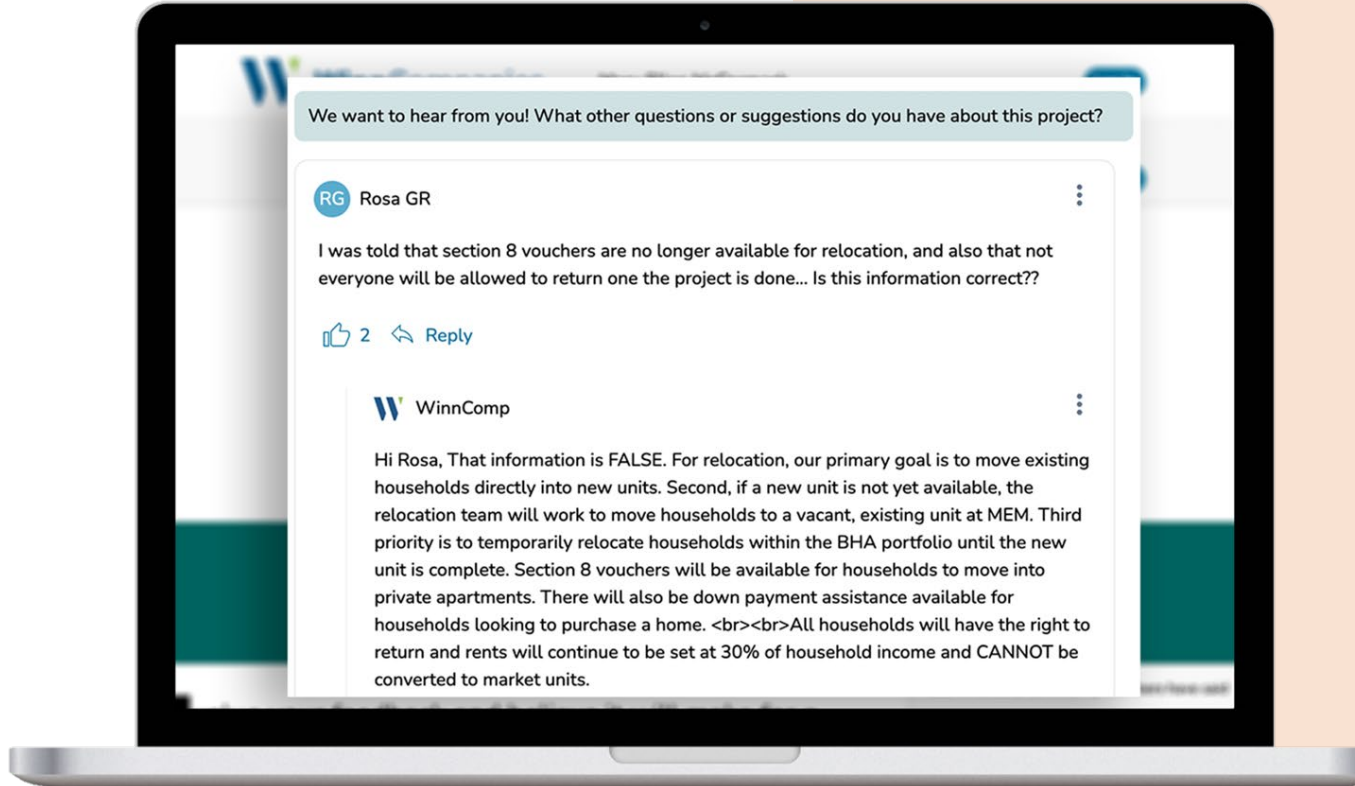 We want to hear from you! What other questions or suggestions do you have about this project?
RG Rosa GR
I was told that section 8 vouchers are no longer available for relocation, and also that not
everyone will be allowed to return one the project is done... Is this information correct??
2 Reply
WinnComp
Hi Rosa, That information is FALSE. For relocation, our primary goal is to move existing
households directly into new units. Second, if a new unit is not yet available, the
relocation team will work to move households to a vacant, existing unit at MEM. Third
priority is to temporarily relocate households within the BHA portfolio until the new
unit is complete. Section 8 vouchers will be available for households to move into
private apartments. There will also be down payment assistance available for
households looking to purchase a home. <br><br>All households will have the right to
return and rents will continue to be set at 30% of household income and CANNOT be
converted to market units.